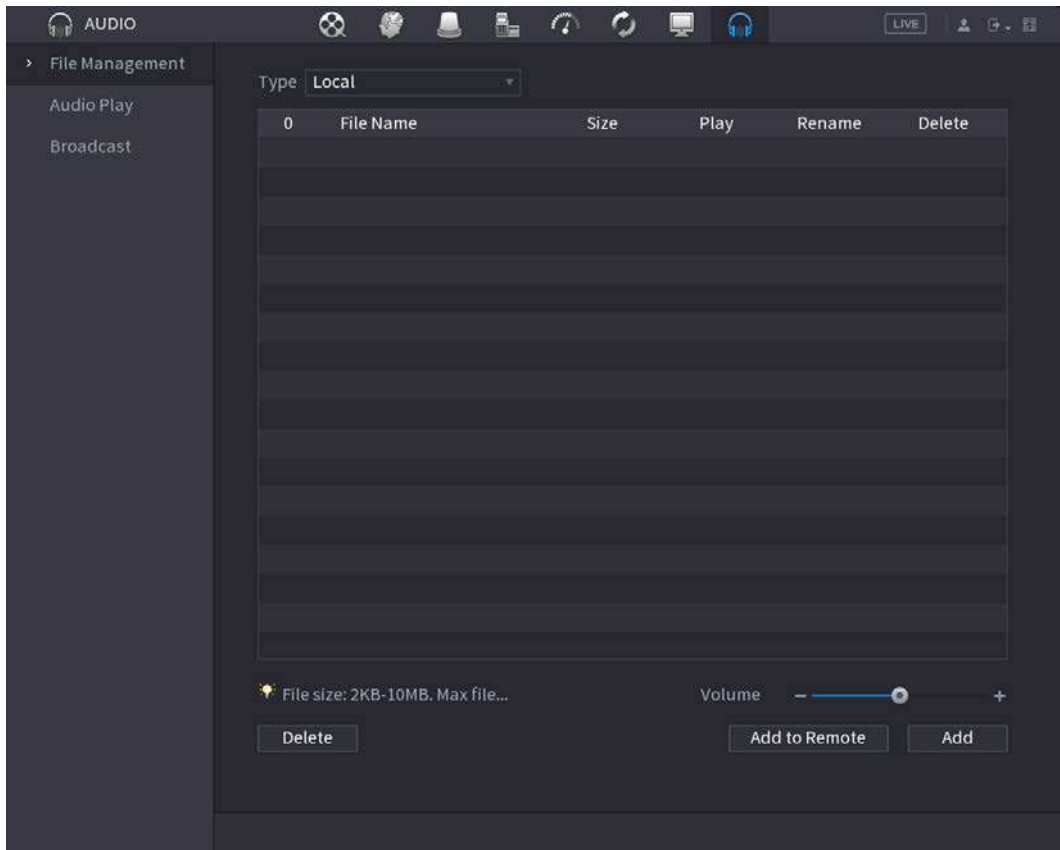 AUDIO
LIVE
File Management
Audio Play
Broadcast
Type Local
0 File Name Size Play Rename Delete
File size: 2KB-10MB. Max file...
Volume - +
Delete
Add to Remote
Add